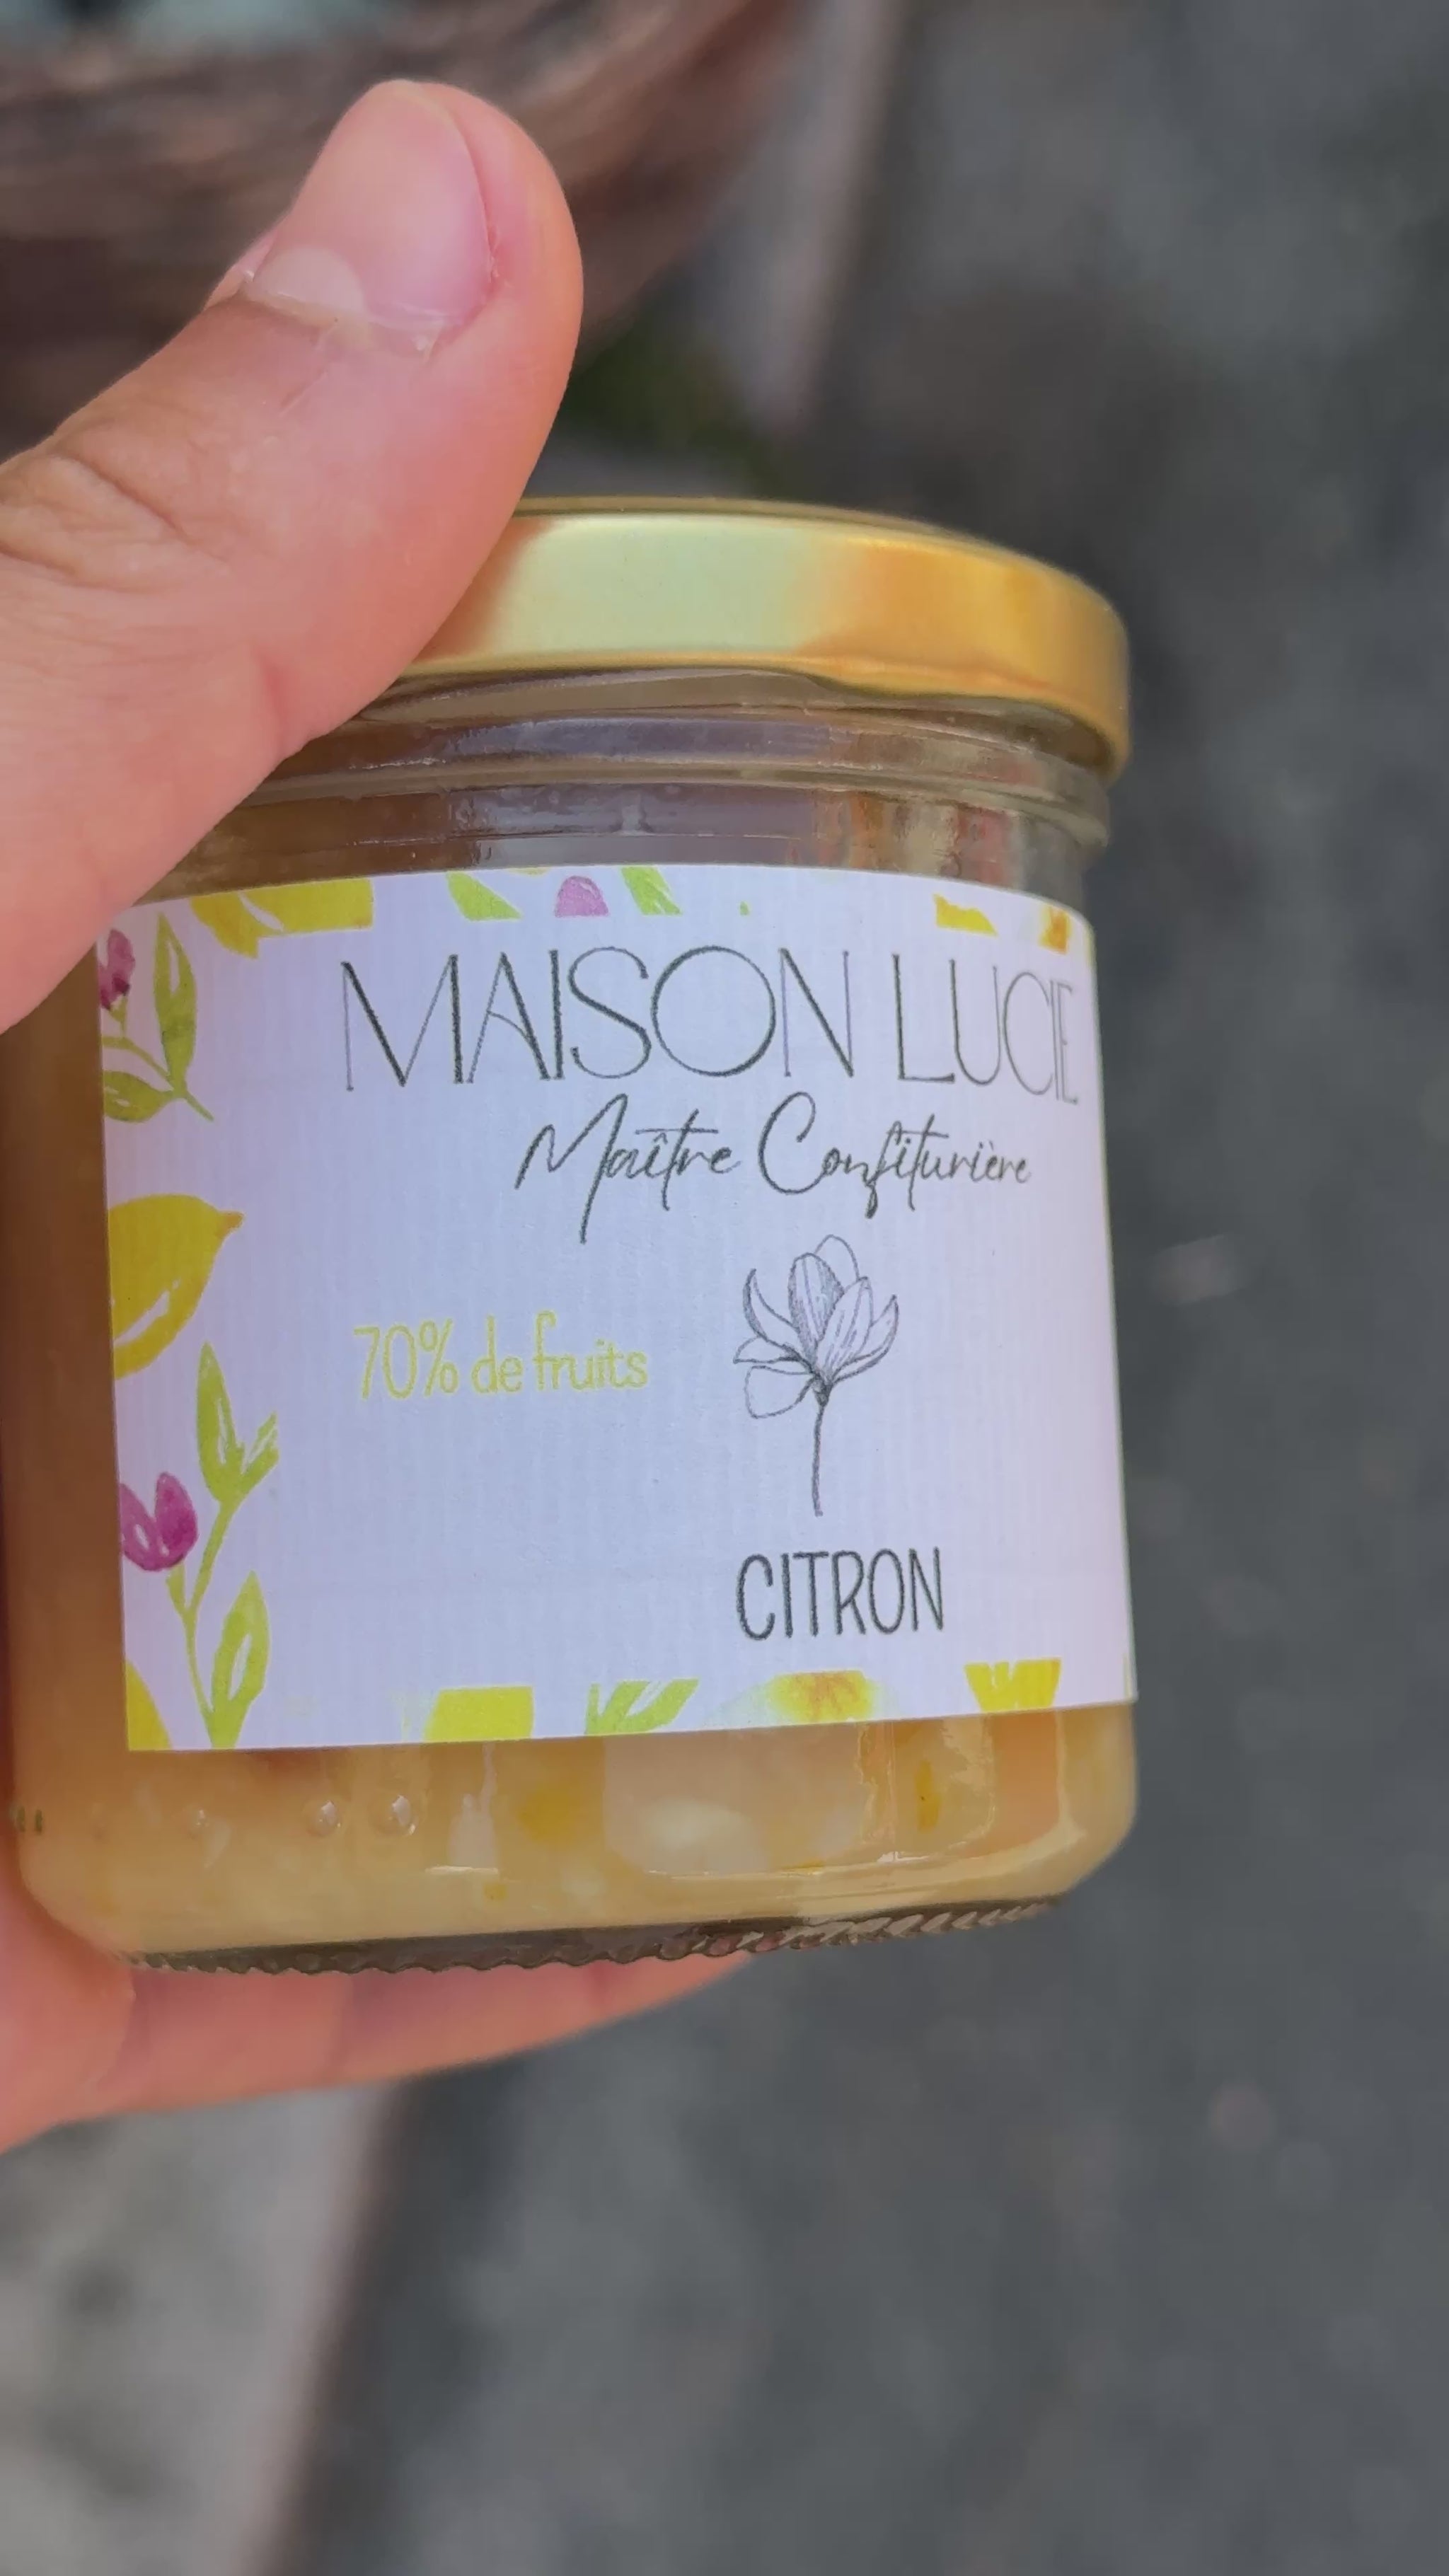 MAISON LUCIE
Maître Confiturière
70% de fruits
CITRON